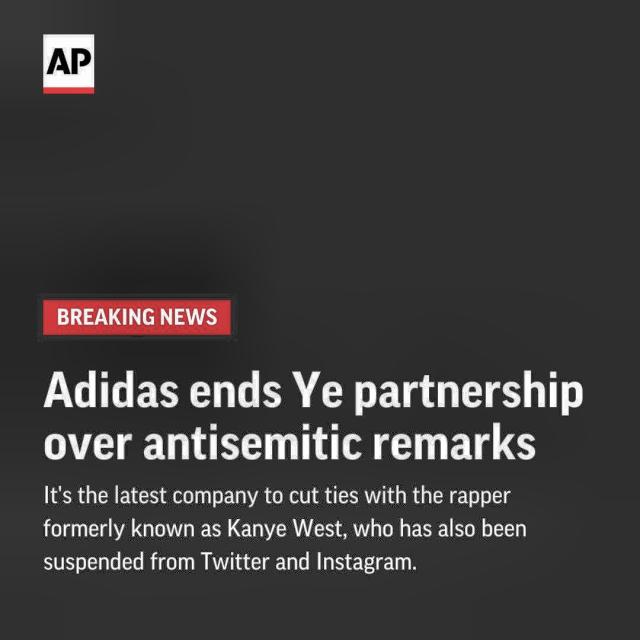 AP
BREAKING NEWS
Adidas ends Ye partnership
over antisemitic remarks
It's the latest company to cut ties with the rapper
formerly known as Kanye West, who has also been
suspended from Twitter and Instagram.